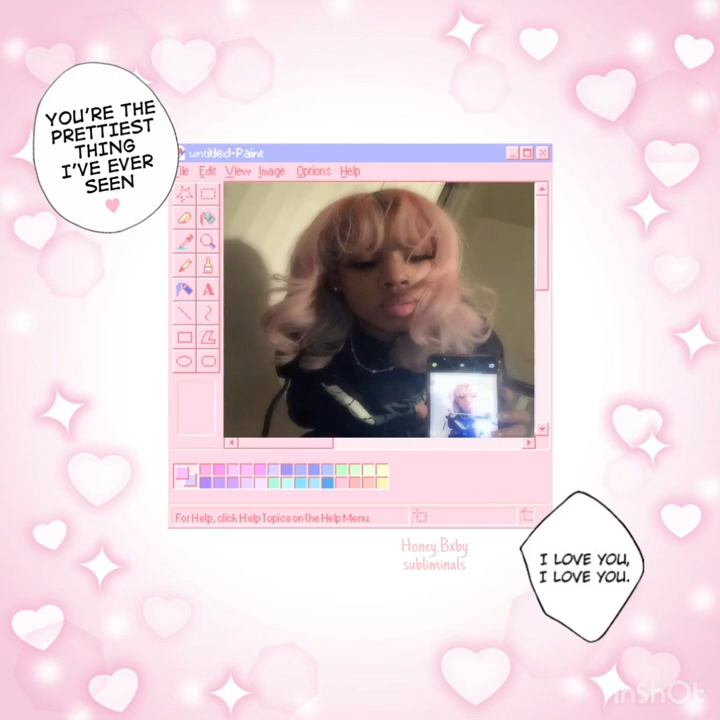 YOU'RE THE
PRETTIEST
THING
I'VE EVER
SEEN
untitled-Paint
ile Edit View Image Options Help
A
For Help, click Help Topics on the Help Menu.
Honey.Bxby
subliminals
I LOVE YOU,
I LOVE YOU.
InShOt